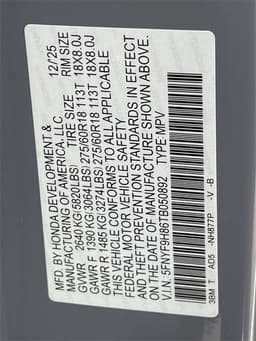 MFD. BY HONDA DEVELOPMENT & 12/25
MANUFACTURING OF AMERICA, LLC
TIRE SIZE RIM SIZE
GVWR 2640 KG(5820LBS)
GAWR F 1390 KG(3064LBS) 275/60R18 113T 18X8.0J
GAWR R 1485 KG(3274LBS) 275/60R18 113T 18X8.0J
THIS VEHICLE CONFORMS TO ALL APPLICABLE
FEDERAL MOTOR VEHICLE SAFETY
AND THEFT PREVENTION STANDARDS IN EFFECT ON THE
DATE OF MANUFACTURE SHOWN ABOVE.
V.I.N. 5FNYF9H86TB050892 TYPE:MPV
3BM T AD5 -NH877P -V -B